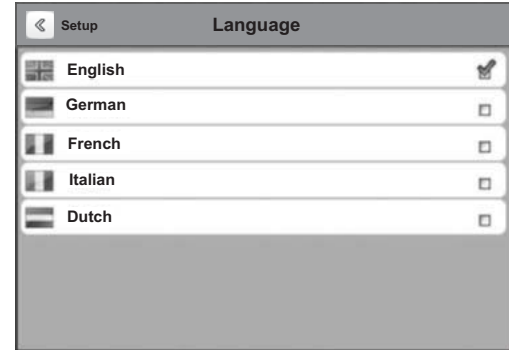 Setup Language
English
German
French
Italian
Dutch